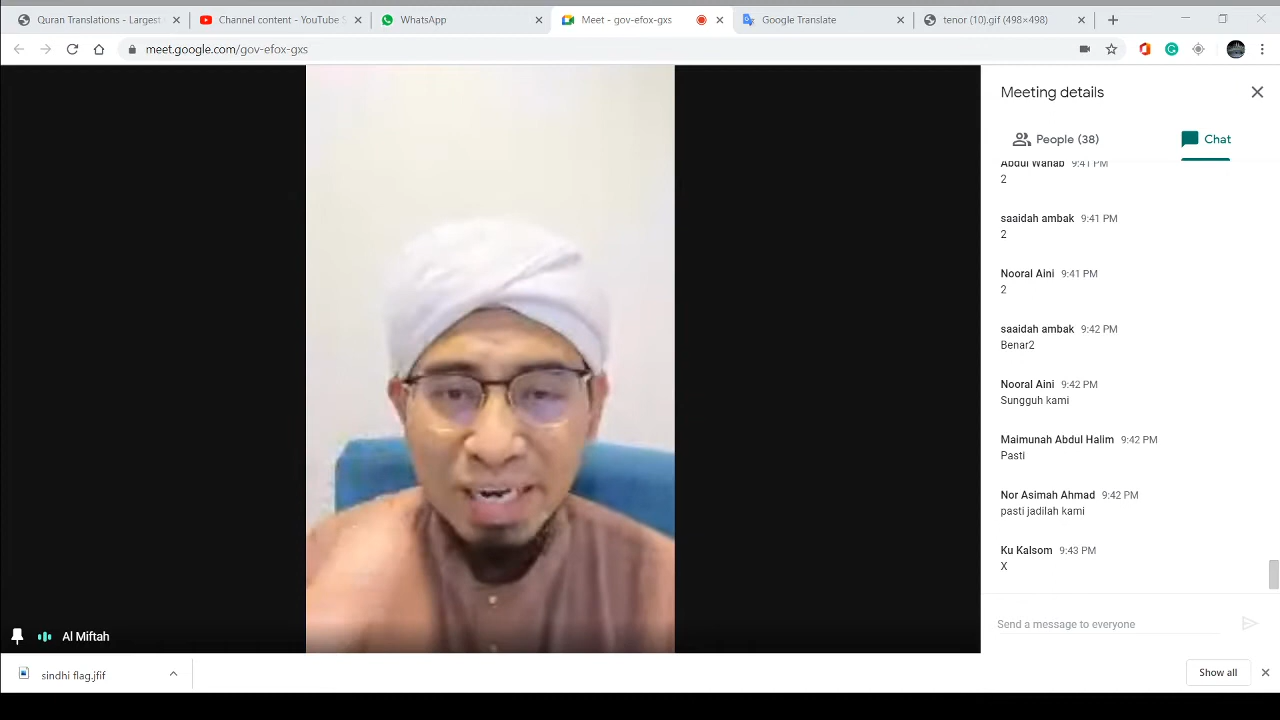 Quran Translations - Largest
Channel content - YouTube S
WhatsApp
Meet - gov-efox-gxs
Google Translate
tenor (10).gif (498×498)
meet.google.com/gov-efox-gxs
Meeting details
People (38)
Chat
Abdul Wahab 9:41 PM
2
saaidah ambak 9:41 PM
2
Nooral Aini 9:41 PM
2
saaidah ambak 9:42 PM
Benar2
Nooral Aini 9:42 PM
Sungguh kami
Maimunah Abdul Halim 9:42 PM
Pasti
Nor Asimah Ahmad 9:42 PM
pasti jadilah kami
Ku Kalsom 9:43 PM
X
Send a message to everyone
Al Miftah
sindhi flag.jfif
Show all